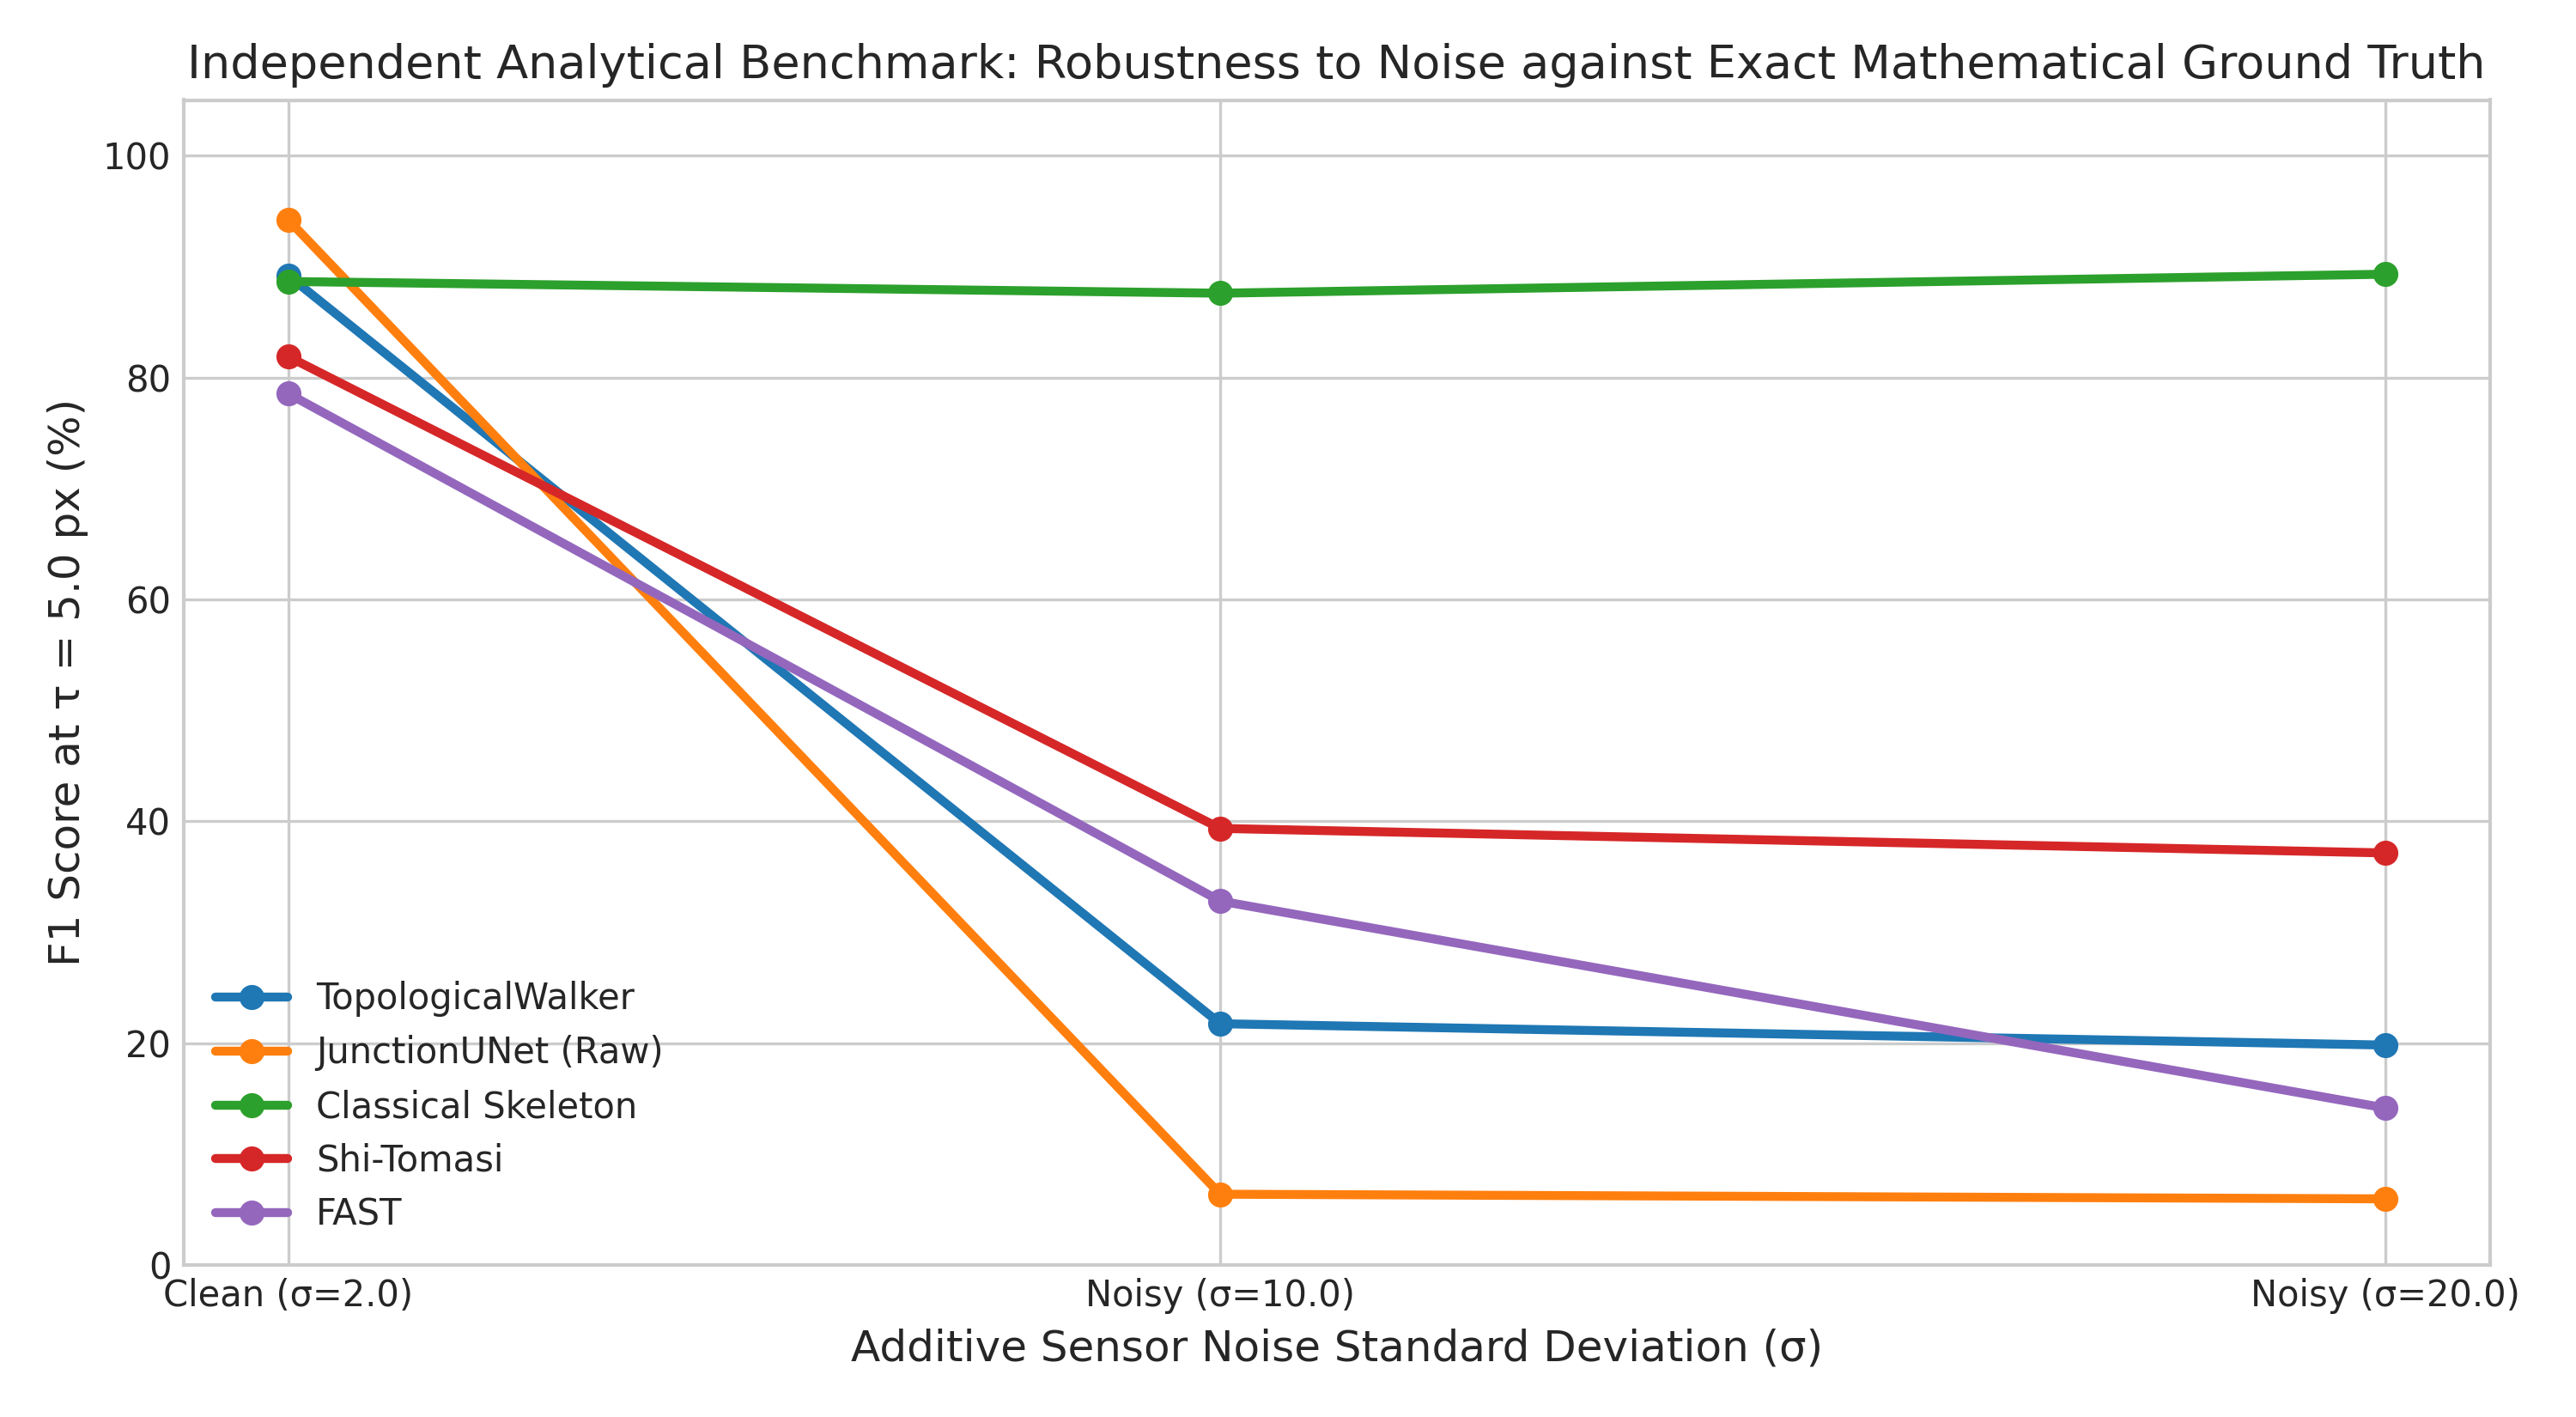 Independent Analytical Benchmark: Robustness to Noise against Exact Mathematical Ground Truth
F1 Score at τ = 5.0 px (%)
100
80
60
40
20
0
TopologicalWalker
JunctionUNet (Raw)
Classical Skeleton
Shi-Tomasi
FAST
Clean (σ=2.0)
Noisy (σ=10.0)
Noisy (σ=20.0)
Additive Sensor Noise Standard Deviation (σ)